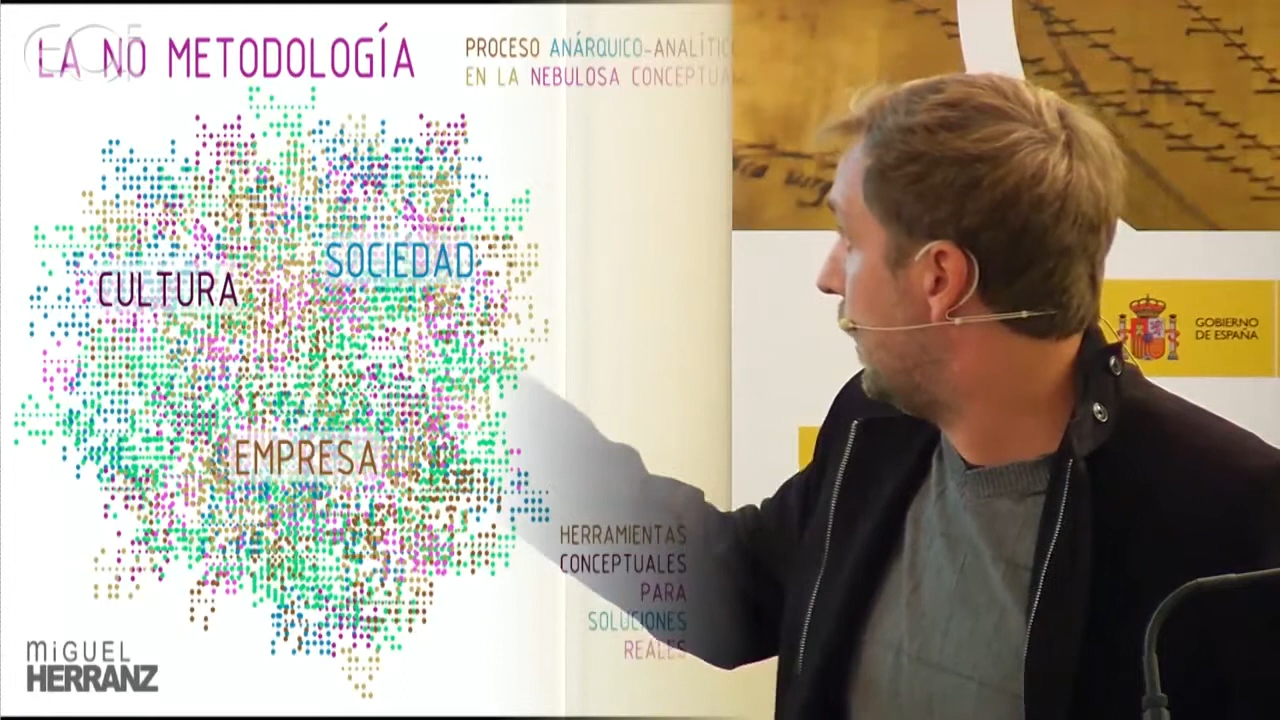 LA NO METODOLOGÍA
PROCESO ANÁRQUICO-ANALÍTICO
EN LA NEBULOSA CONCEPTUAL
SOCIEDAD
CULTURA
GOBIERNO
DE ESPAÑA
EMPRESA
HERRAMIENTAS
CONCEPTUALES
PARA
SOLUCIONES
REALES
MiGUEL
HERRANZ